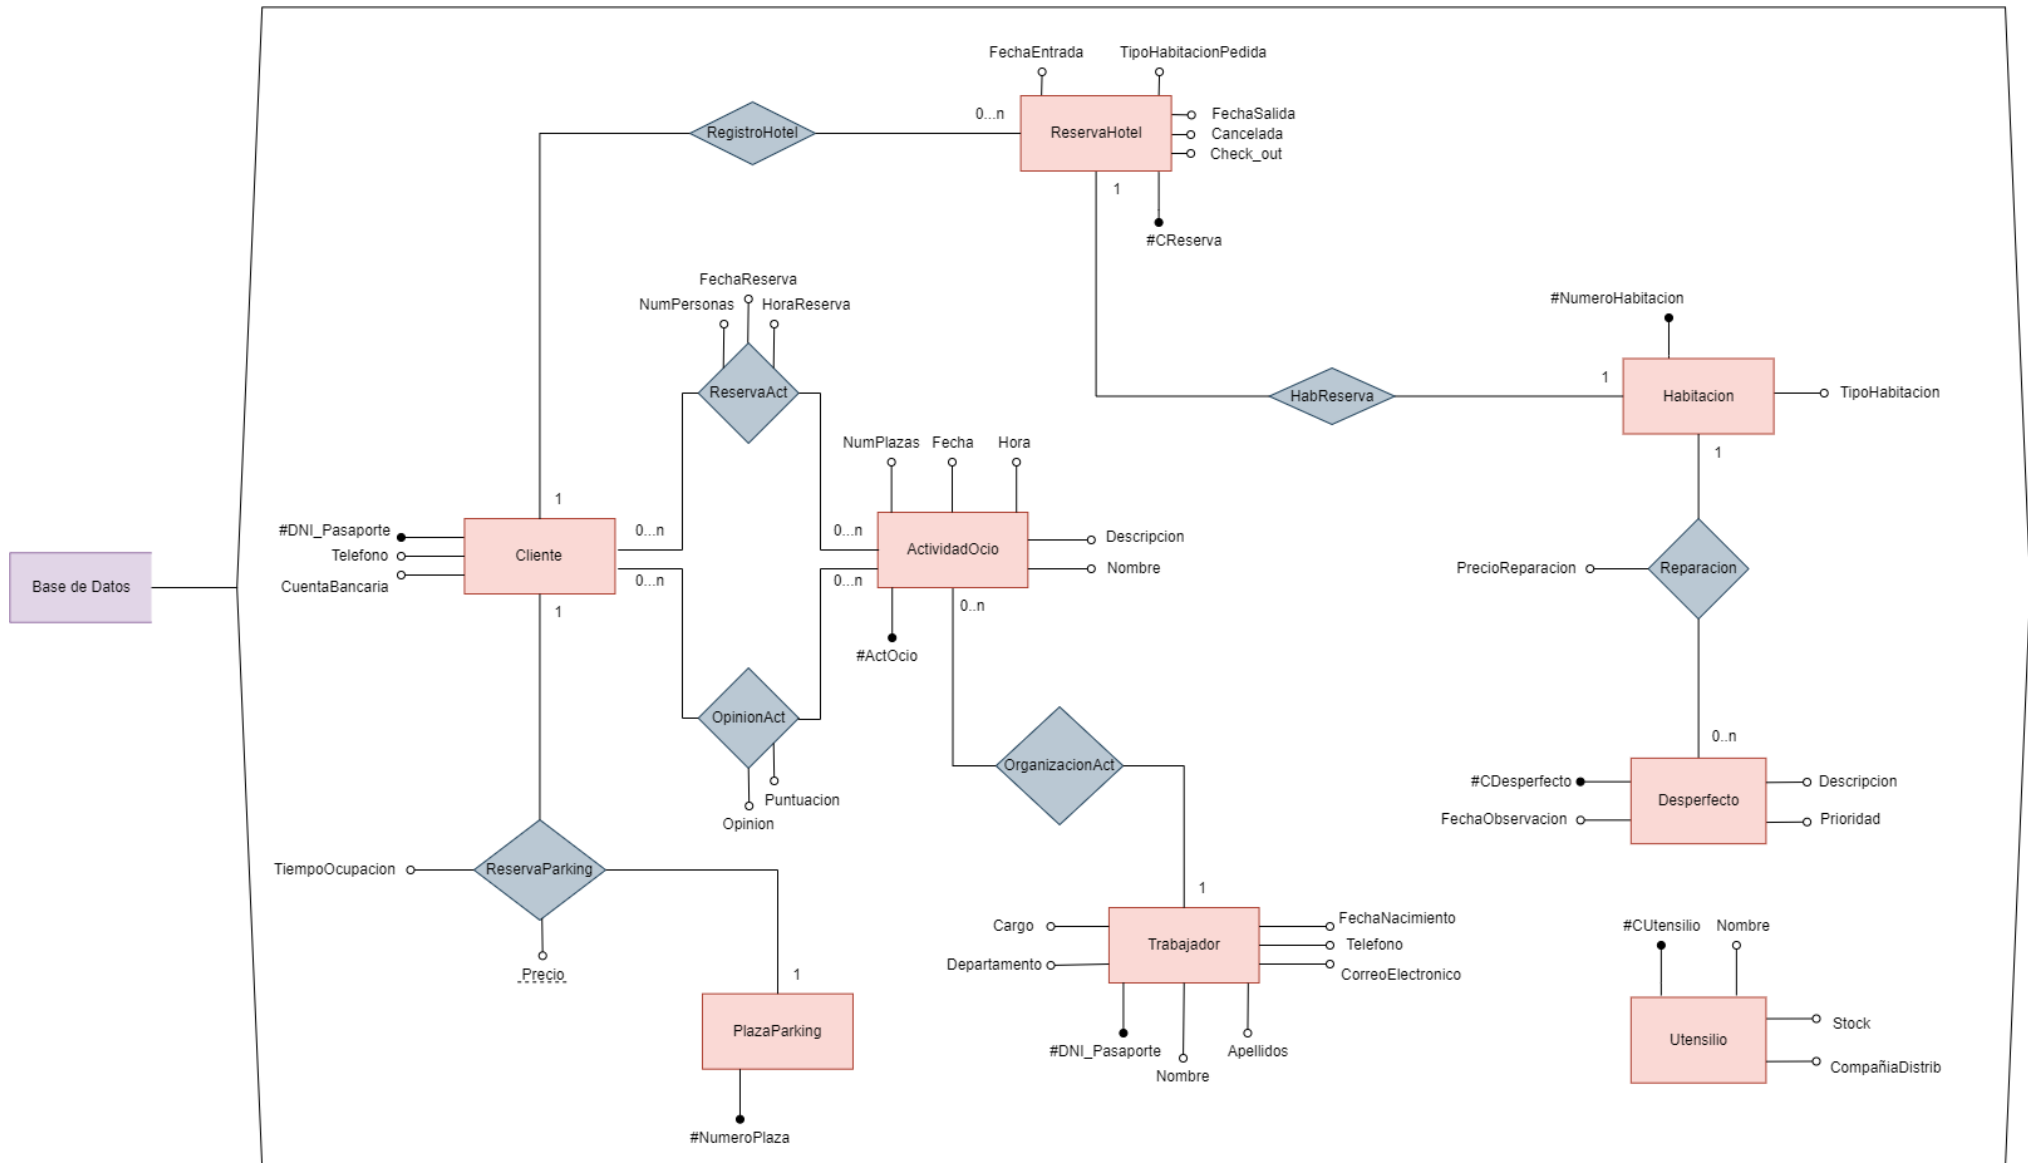 FechaEntrada
TipoHabitacionPedida
RegistroHotel
0...n
ReservaHotel
FechaSalida
Cancelada
Check_out
1
#CReserva
FechaReserva
NumPersonas
HoraReserva
#NumeroHabitacion
ReservaAct
HabReserva
1
Habitacion
TipoHabitacion
NumPlazas
Fecha
Hora
1
1
#DNI_Pasaporte
Telefono
CuentaBancaria
Cliente
0...n
0...n
0...n
0...n
ActividadOcio
Descripcion
Nombre
PrecioReparacion
Reparacion
Base de Datos
1
0..n
#ActOcio
OpinionAct
Puntuacion
Opinion
OrganizacionAct
0..n
#CDesperfecto
FechaObservacion
Desperfecto
Descripcion
Prioridad
TiempoOcupacion
ReservaParking
Precio
1
1
Cargo
Departamento
Trabajador
FechaNacimiento
Telefono
CorreoElectronico
#DNI_Pasaporte
Nombre
Apellidos
#CUtensilio
Nombre
Utensilio
Stock
CompañiaDistrib
PlazaParking
#NumeroPlaza